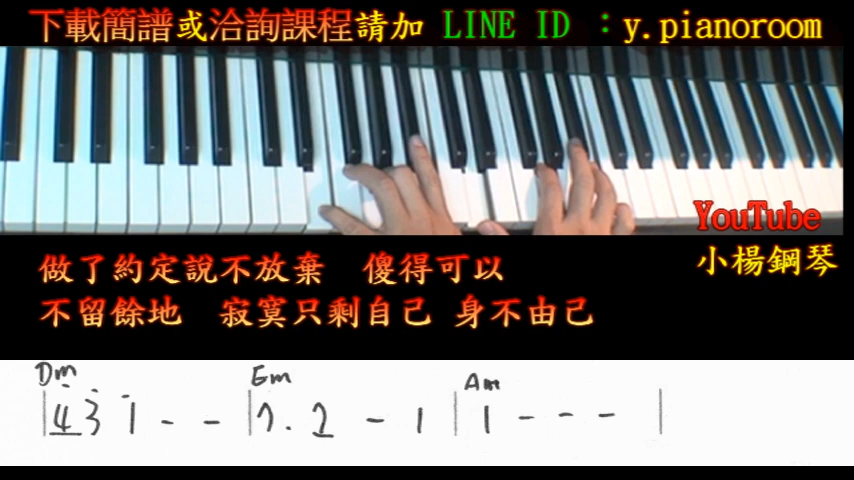 下載簡譜或洽詢課程請加 LINE ID ：y.pianoroom
YouTube
小楊鋼琴
做了約定說不放棄 傻得可以
不留餘地 寂寞只剩自己 身不由己
Dm Em Am
|4 3 1 - - | 7. 2 - 1 | 1 - - - |